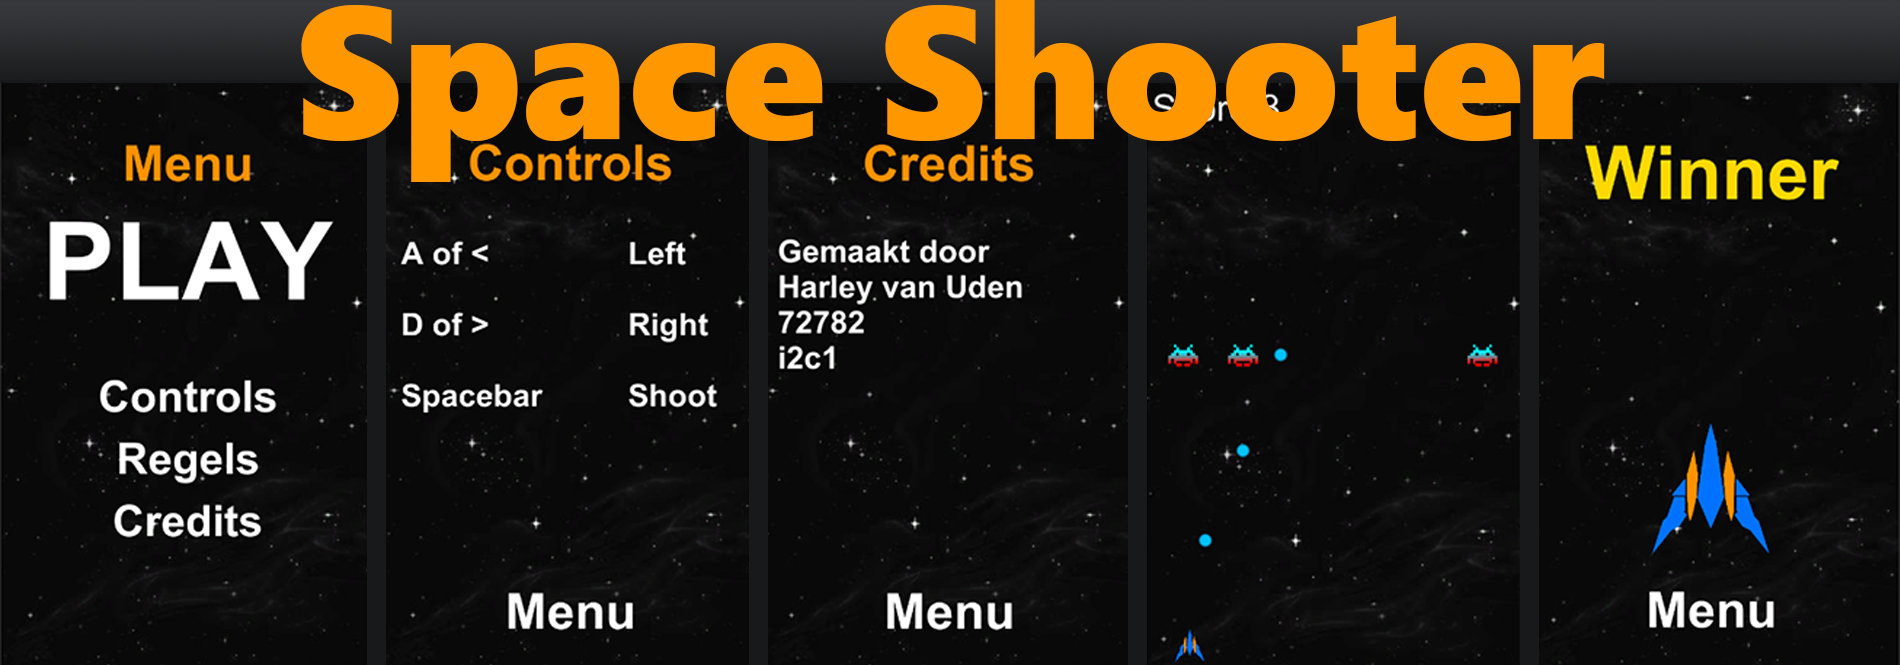 Space Shooter
Menu
PLAY
Controls
Regels
Credits
Controls
A of < Left
D of > Right
Spacebar Shoot
Menu
Credits
Gemaakt door
Harley van Uden
72782
i2c1
Menu
Winner
Menu